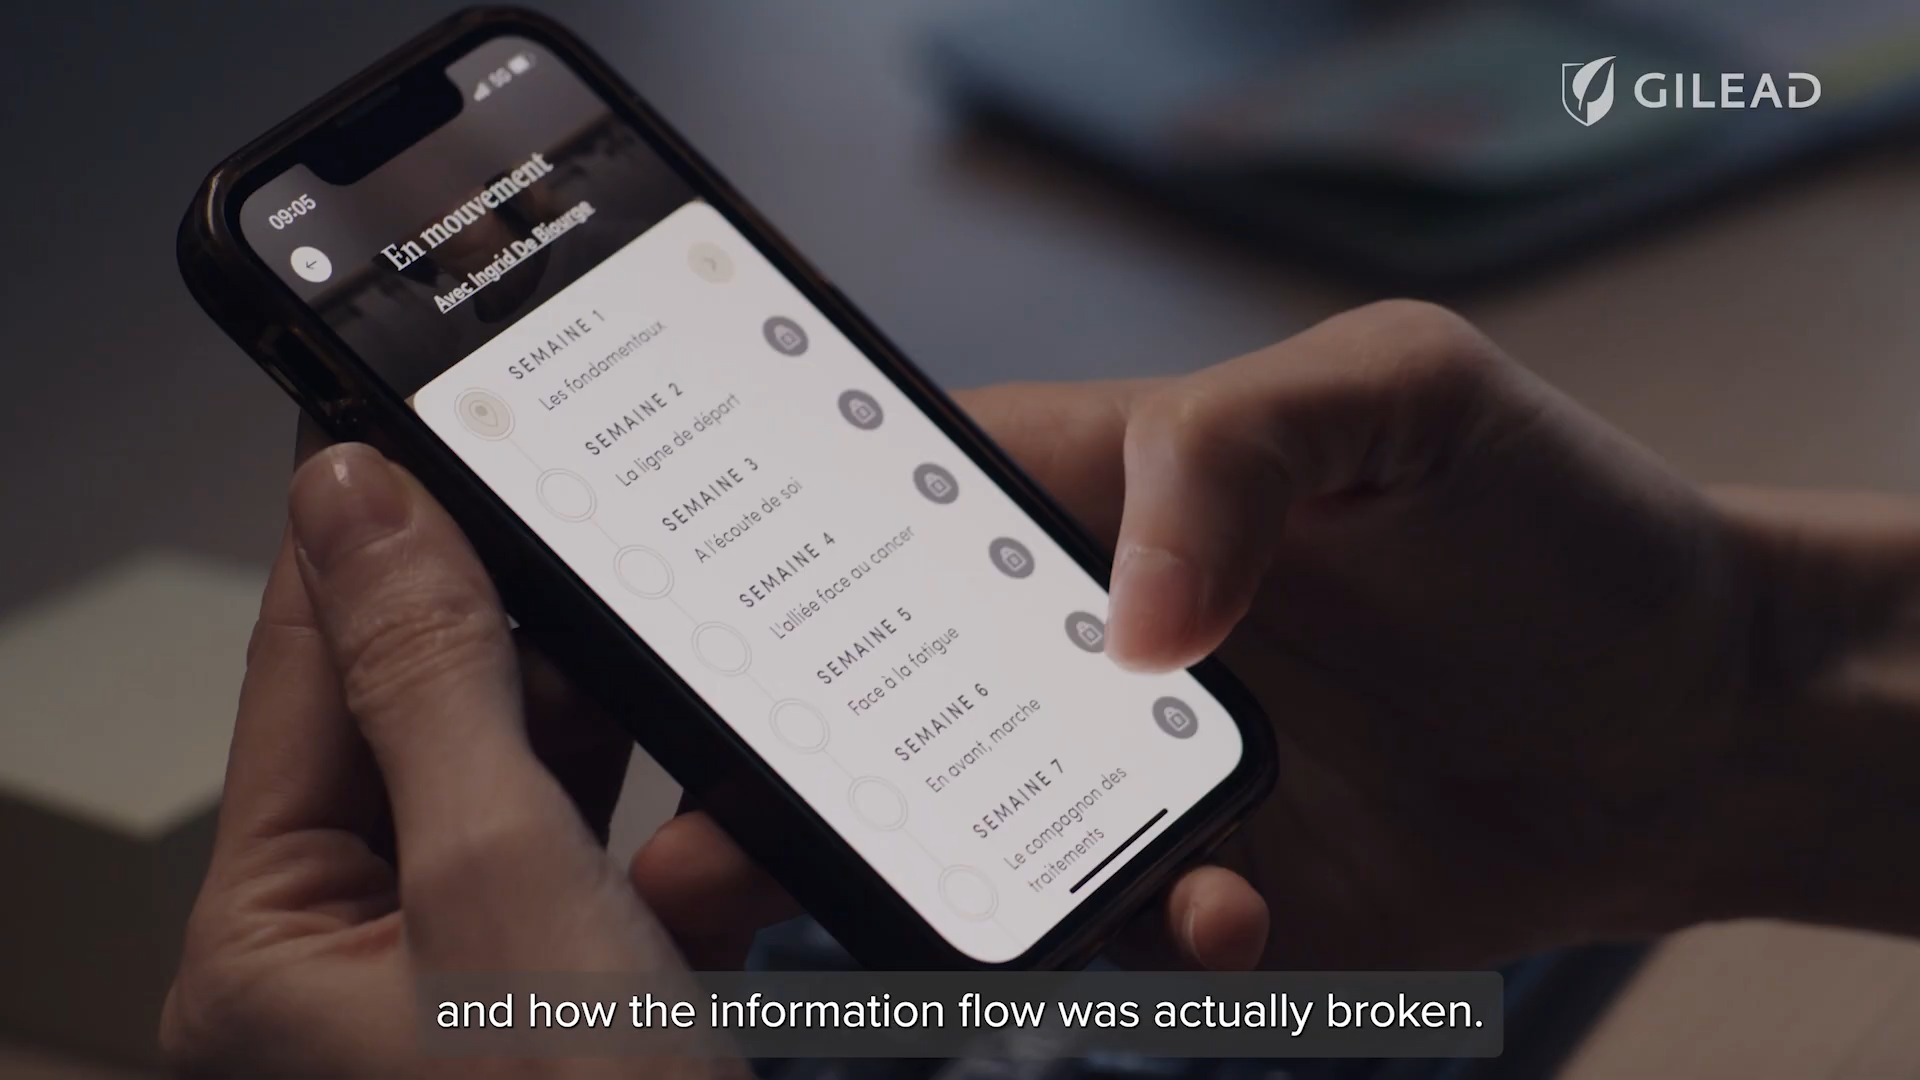 GILEAD
5G
09:05
En mouvement
Avec Ingrid De Biourge
SEMAINE 1
Les fondamentaux
SEMAINE 2
La ligne de départ
SEMAINE 3
A l'écoute de soi
SEMAINE 4
L'alliée face au cancer
SEMAINE 5
Face à la fatigue
SEMAINE 6
En avant, marche
SEMAINE 7
Le compagnon des
traitements
and how the information flow was actually broken.